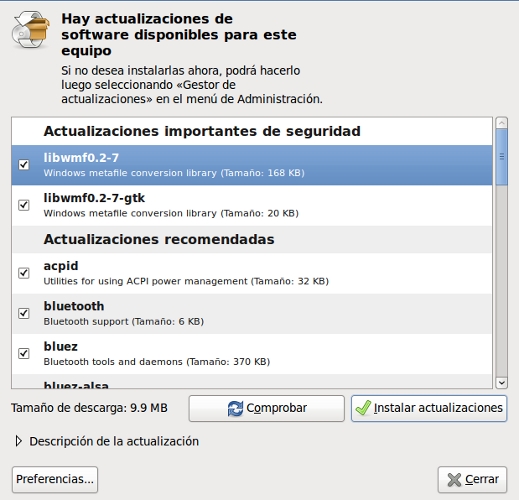 Hay actualizaciones de
software disponibles para este
equipo
Si no desea instalarlas ahora, podrá hacerlo
luego seleccionando «Gestor de
actualizaciones» en el menú de Administración.
Actualizaciones importantes de seguridad
libwmf0.2-7
Windows metafile conversion library (Tamaño: 168 KB)
libwmf0.2-7-gtk
Windows metafile conversion library (Tamaño: 20 KB)
Actualizaciones recomendadas
acpid
Utilities for using ACPI power management (Tamaño: 32 KB)
bluetooth
Bluetooth support (Tamaño: 6 KB)
bluez
Bluetooth tools and daemons (Tamaño: 370 KB)
bluez-alsa
Tamaño de descarga: 9.9 MB
Comprobar
Instalar actualizaciones
Descripción de la actualización
Preferencias...
Cerrar